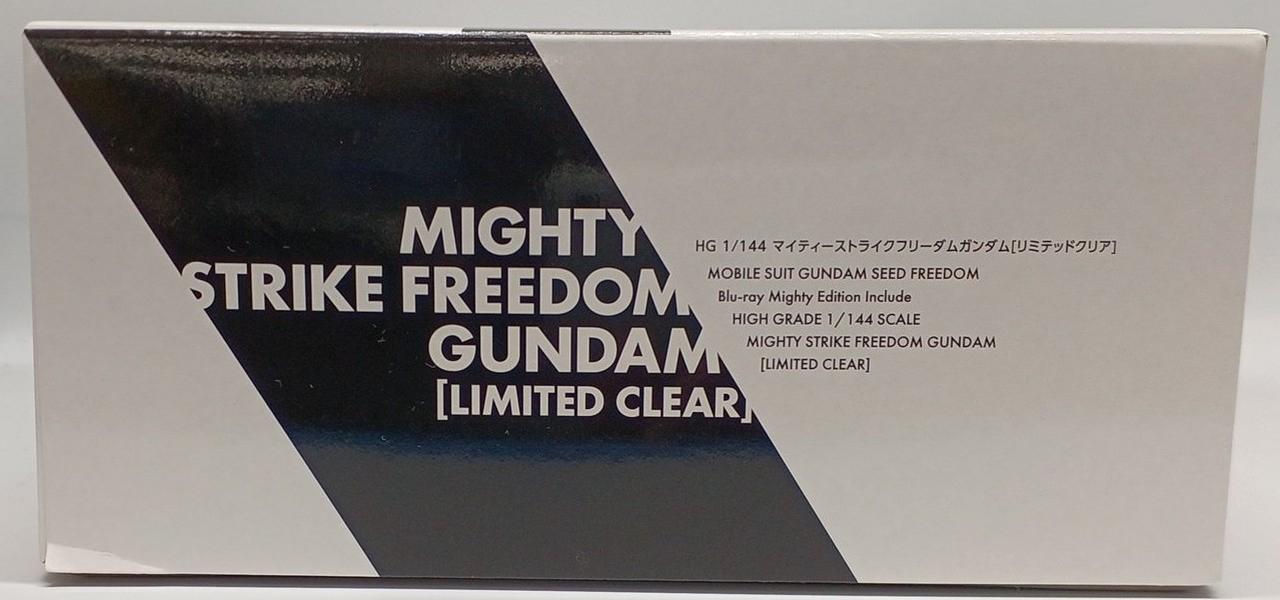 MIGHTY
STRIKE FREEDOM
GUNDAM
[LIMITED CLEAR]
HG 1/144 マイティーストライクフリーダムガンダム[リミテッドクリア]
MOBILE SUIT GUNDAM SEED FREEDOM
Blu-ray Mighty Edition Include
HIGH GRADE 1/144 SCALE
MIGHTY STRIKE FREEDOM GUNDAM
[LIMITED CLEAR]